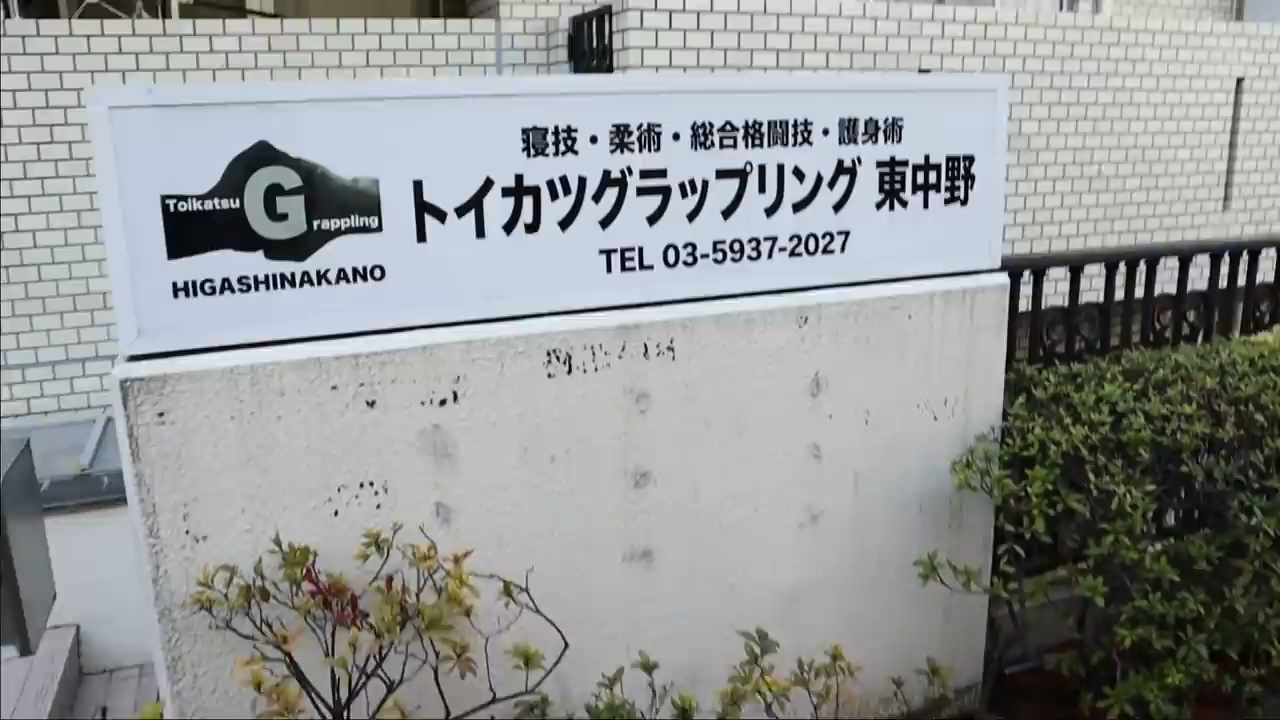 Toikatsu
G
rappling
HIGASHINAKANO
寝技・柔術・総合格闘技・護身術
トイカツグラップリング 東中野
TEL 03-5937-2027